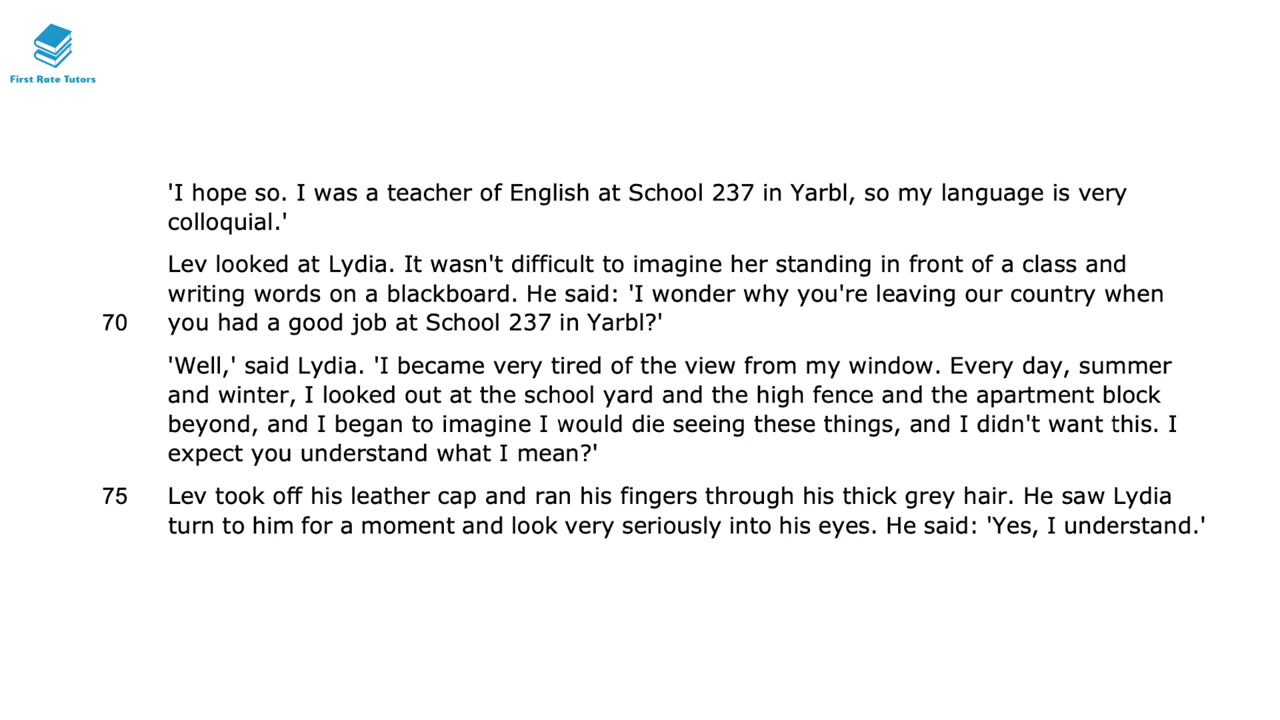 First Rate Tutors
'I hope so. I was a teacher of English at School 237 in Yarbl, so my language is very
colloquial.'
Lev looked at Lydia. It wasn't difficult to imagine her standing in front of a class and
writing words on a blackboard. He said: 'I wonder why you're leaving our country when
70 you had a good job at School 237 in Yarbl?'
'Well,' said Lydia. 'I became very tired of the view from my window. Every day, summer
and winter, I looked out at the school yard and the high fence and the apartment block
beyond, and I began to imagine I would die seeing these things, and I didn't want this. I
expect you understand what I mean?'
75 Lev took off his leather cap and ran his fingers through his thick grey hair. He saw Lydia
turn to him for a moment and look very seriously into his eyes. He said: 'Yes, I understand.'